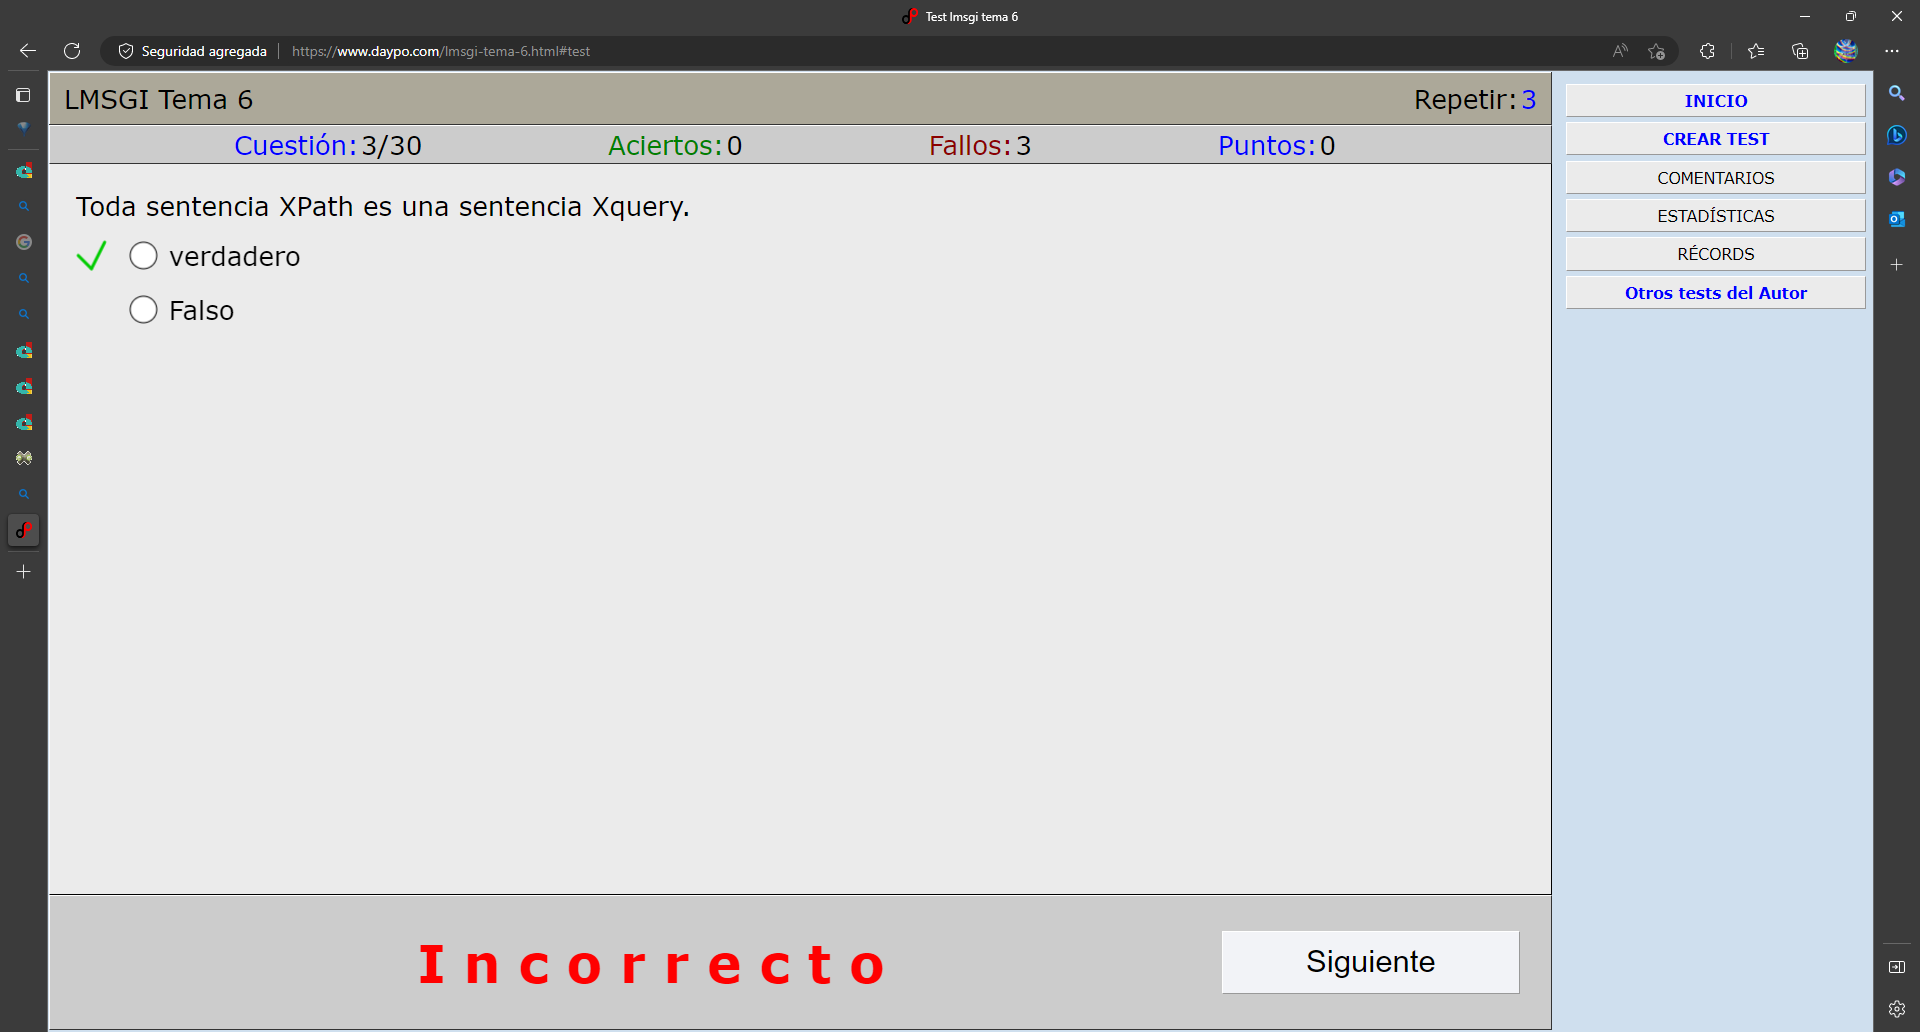 Test lmsgi tema 6
Seguridad agregada
https://www.daypo.com/lmsgi-tema-6.html#test
LMSGI Tema 6
Repetir:3
Cuestión:3/30
Aciertos:0
Fallos:3
Puntos:0
Toda sentencia XPath es una sentencia Xquery.
verdadero
Falso
Incorrecto
Siguiente
INICIO
CREAR TEST
COMENTARIOS
ESTADÍSTICAS
RÉCORDS
Otros tests del Autor